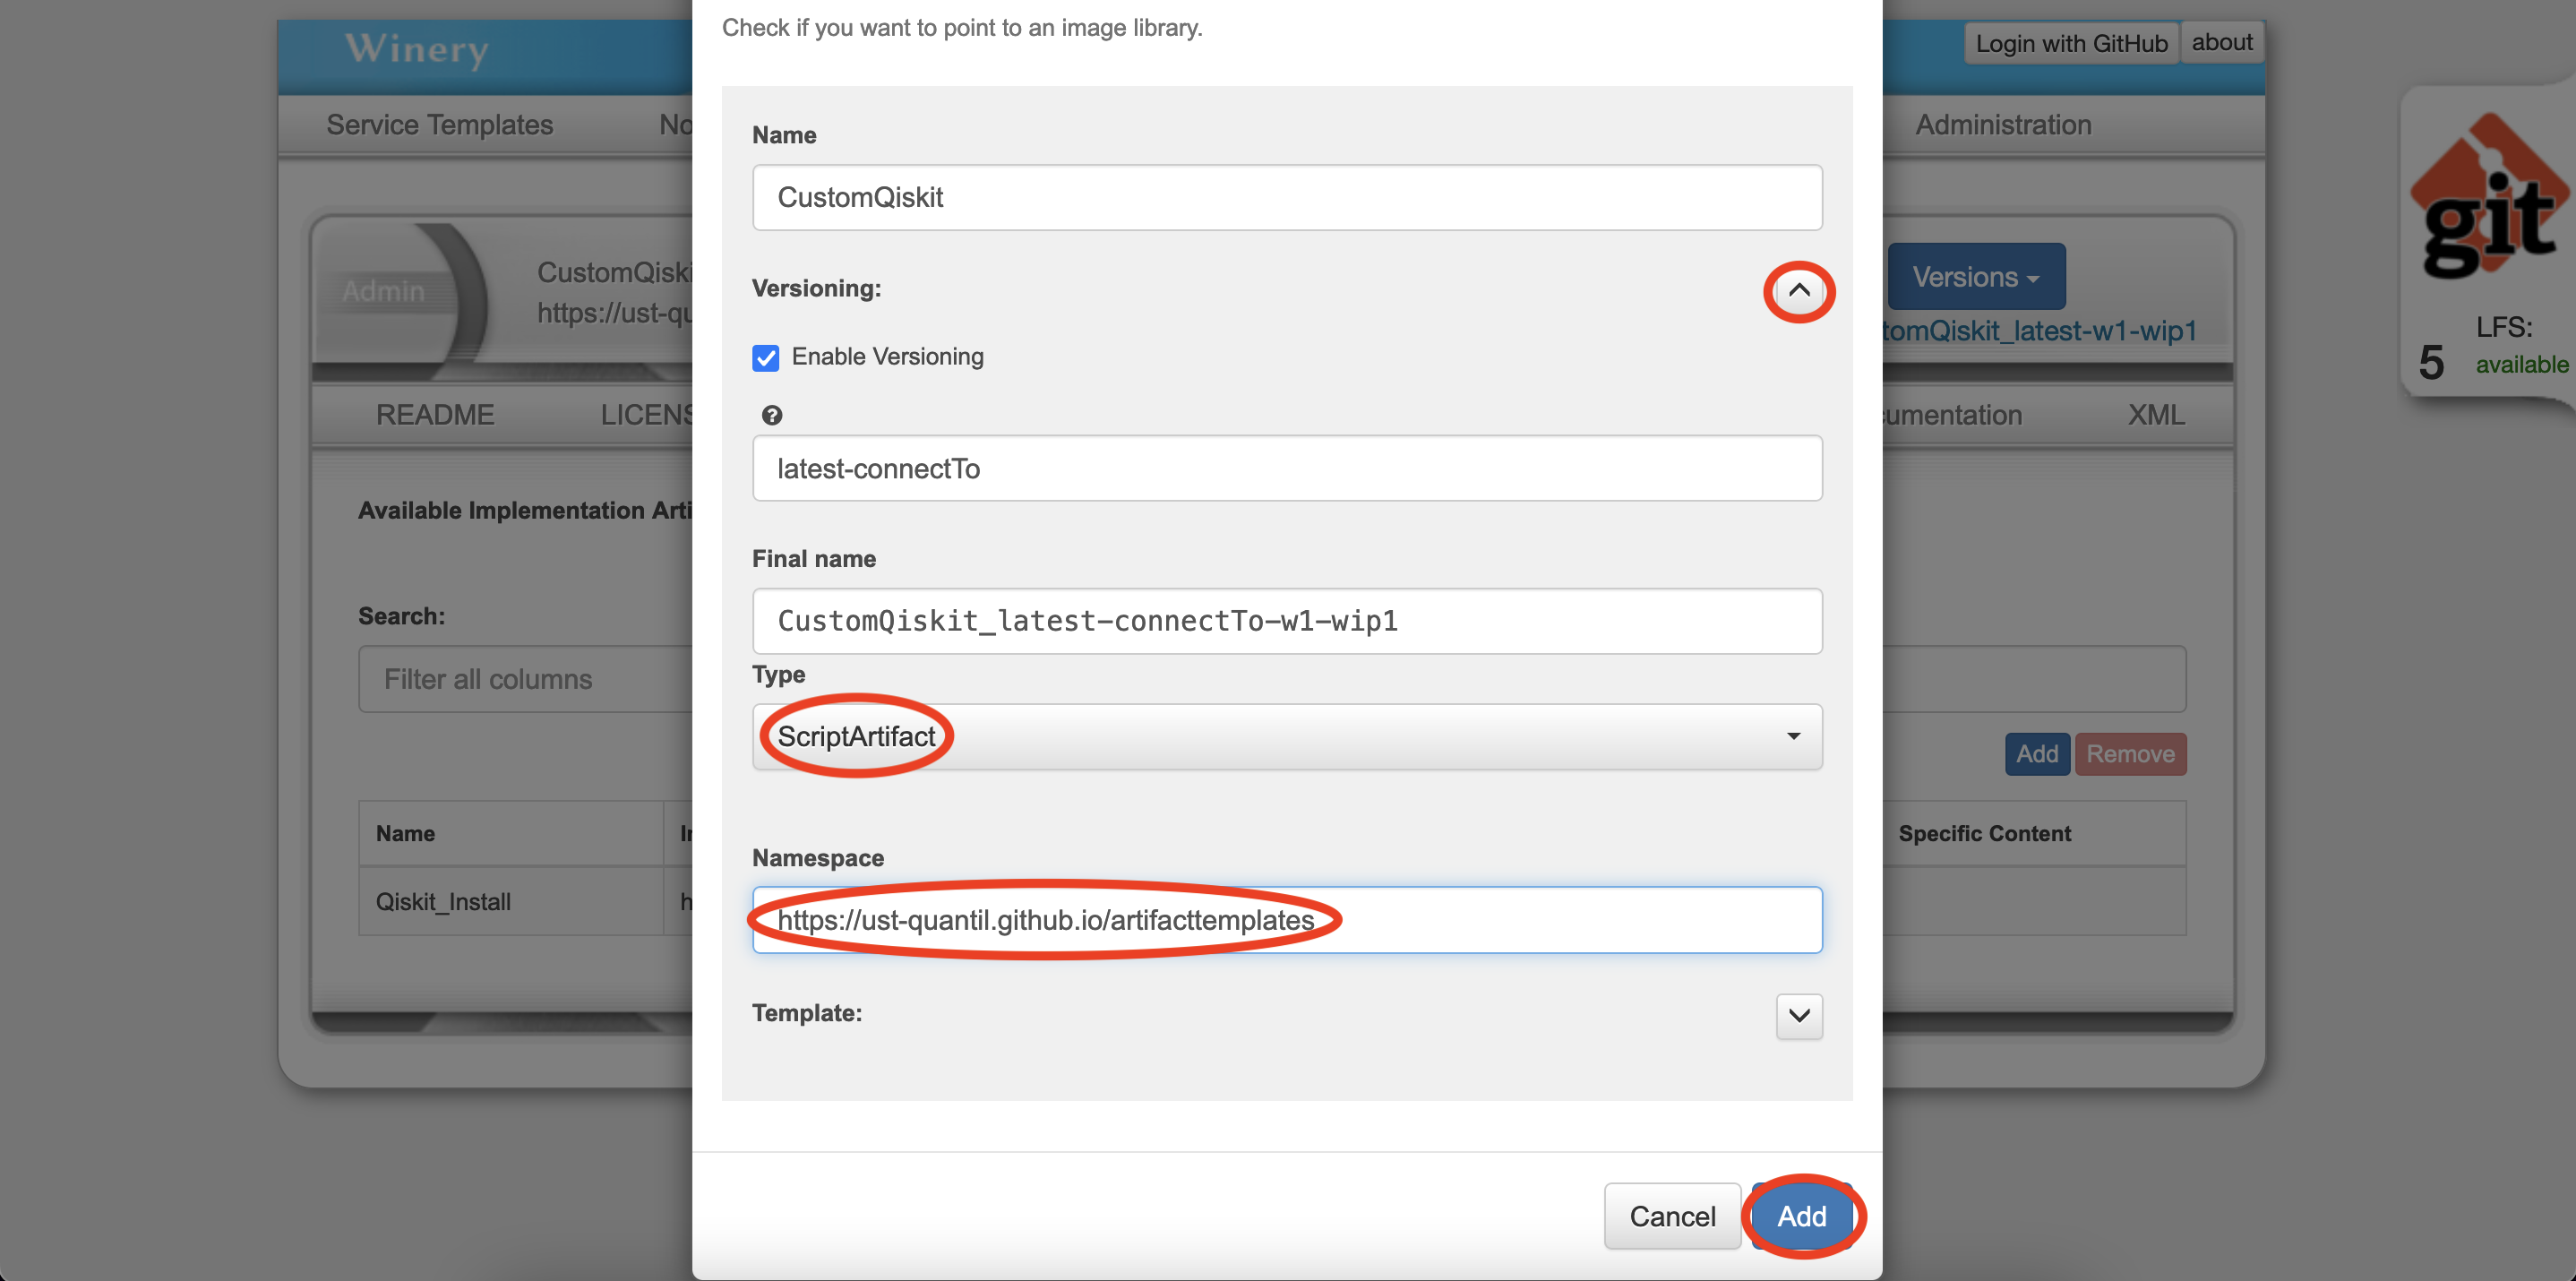 Check if you want to point to an image library.
Winery
Login with GitHub about
Service Templates No Administration
Name
CustomQiskit
Versioning:
Enable Versioning
latest-connectTo
Final name
CustomQiskit_latest-connectTo-w1-wip1
Type
ScriptArtifact
Namespace
https://ust-quantil.github.io/artifacttemplates
Template:
Cancel Add
Admin
CustomQiski
https://ust-qu
Versions
tomQiskit_latest-w1-wip1
README LICENS umentation XML
Available Implementation Arti
Search:
Filter all columns
Add Remove
Name Specific Content
Qiskit_Install h
git
5
LFS:
available